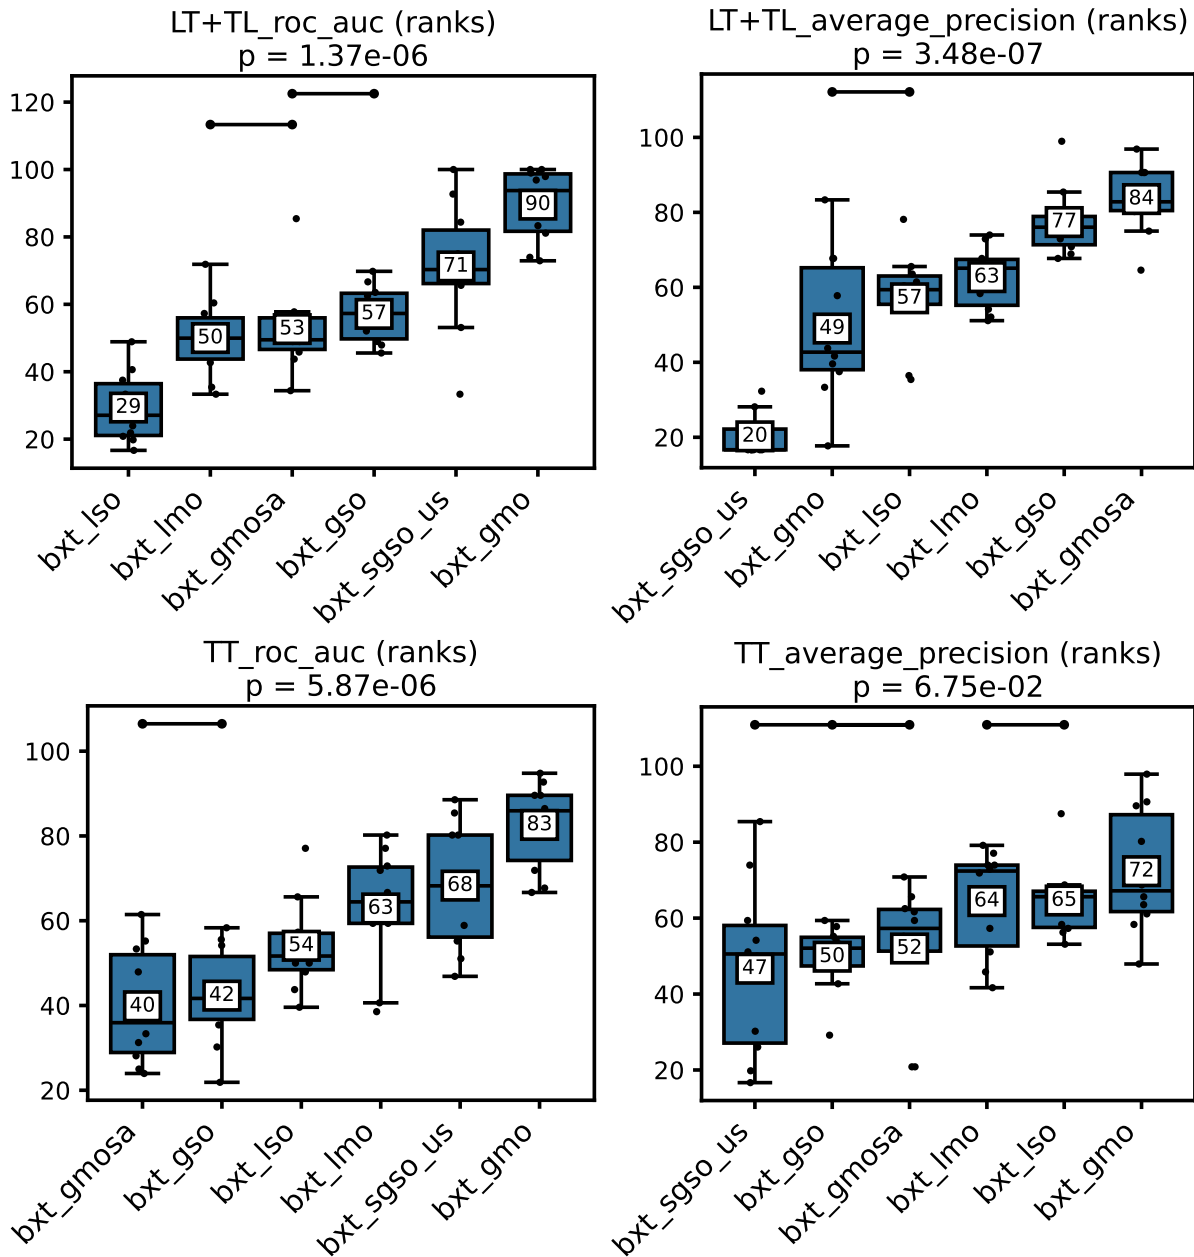 LT+TL_roc_auc (ranks)
p = 1.37e-06
120
100
80
60
40
20
29
50
53
57
71
90
bxt_lso
bxt_lmo
bxt_gmosa
bxt_gso
bxt_sgso_us
bxt_gmo
LT+TL_average_precision (ranks)
p = 3.48e-07
100
80
60
40
20
20
49
57
63
77
84
bxt_sgso_us
bxt_gmo
bxt_lso
bxt_lmo
bxt_gso
bxt_gmosa
TT_roc_auc (ranks)
p = 5.87e-06
100
80
60
40
20
40
42
54
63
68
83
bxt_gmosa
bxt_gso
bxt_lso
bxt_lmo
bxt_sgso_us
bxt_gmo
TT_average_precision (ranks)
p = 6.75e-02
100
80
60
40
20
47
50
52
64
65
72
bxt_sgso_us
bxt_gso
bxt_gmosa
bxt_lmo
bxt_lso
bxt_gmo